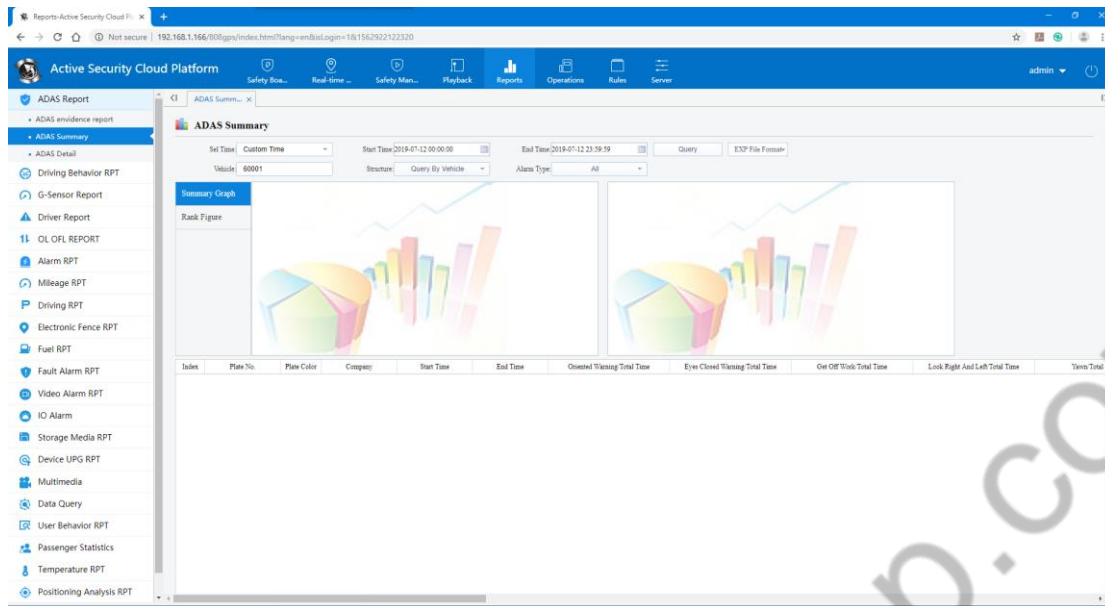 Reports-Active Security Cloud Pl
Not secure | 192.168.1.166/808gps/index.html?lang=en&isLogin=1&1562922122320
Active Security Cloud Platform
Safety Boa...
Real-time ...
Safety Man...
Playback
Reports
Operations
Rules
Server
admin
ADAS Report
ADAS Summ... ×
ADAS envidence report
ADAS Summary
ADAS Detail
Driving Behavior RPT
G-Sensor Report
Driver Report
OL OFL REPORT
Alarm RPT
Mileage RPT
Driving RPT
Electronic Fence RPT
Fuel RPT
Fault Alarm RPT
Video Alarm RPT
IO Alarm
Storage Media RPT
Device UPG RPT
Multimedia
Data Query
User Behavior RPT
Passenger Statistics
Temperature RPT
Positioning Analysis RPT
ADAS Summary
Sel Time: Custom Time Start Time: 2019-07-12 00:00:00 End Time: 2019-07-12 23:59:59 Query EXP File Format
Vehicle: 60001 Structure: Query By Vehicle Alarm Type: All
Summary Graph
Rank Figure
Index Plate No. Plate Color Company Start Time End Time Oriented Warning/Total Time Eyes Closed Warning/Total Time Get Off Work/Total Time Look Right And Left/Total Time Yawn/Total
p.co